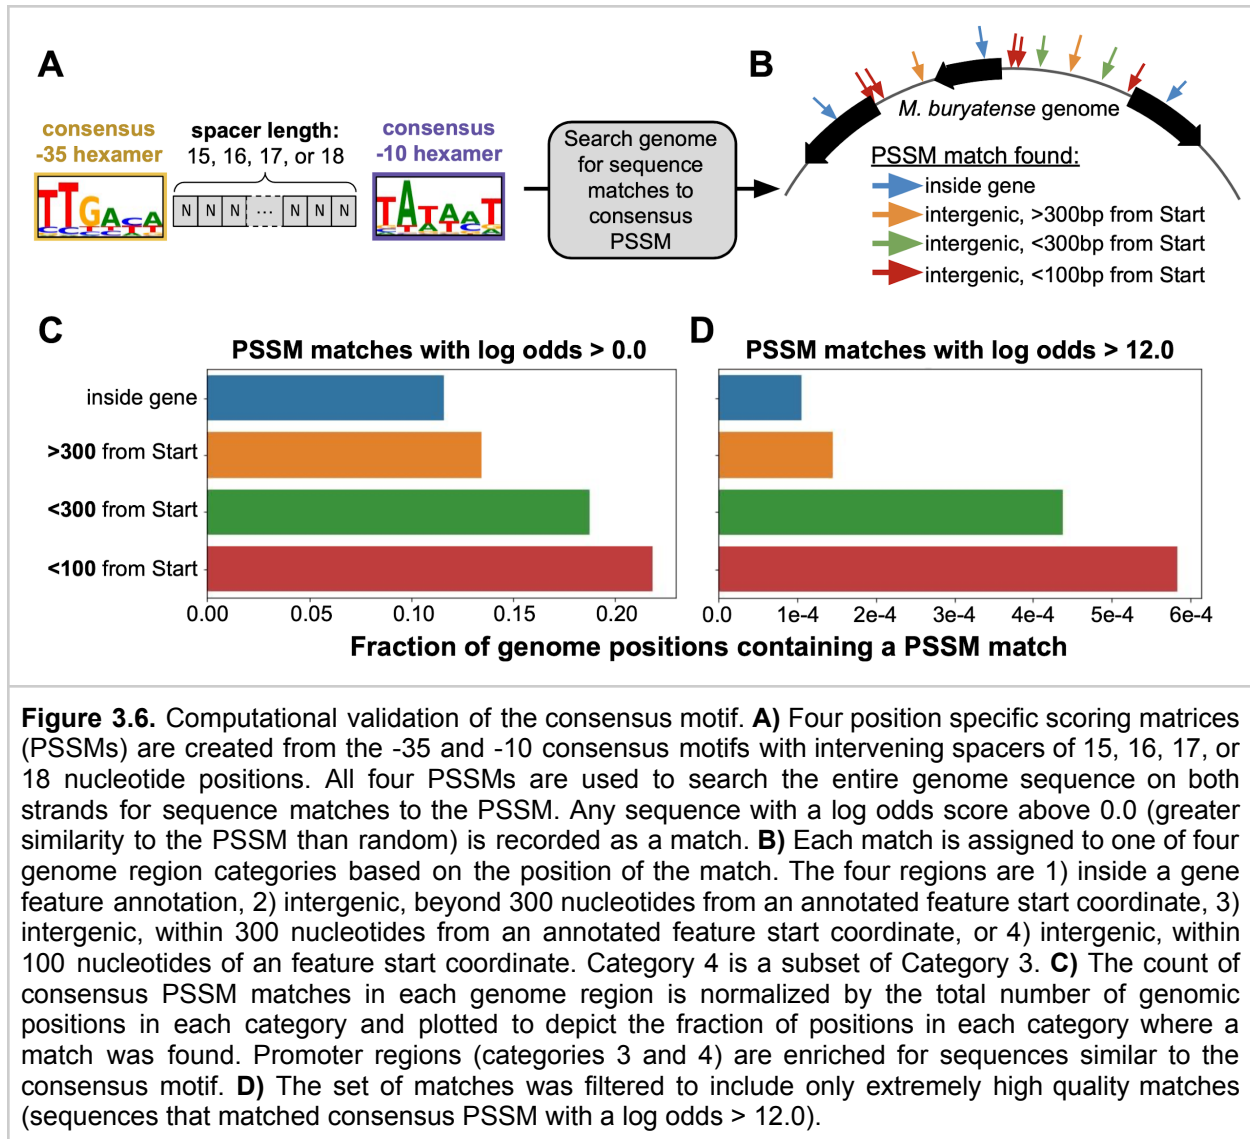 A
B
consensus
-35 hexamer
spacer length:
15, 16, 17, or 18
consensus
-10 hexamer
TTGACA
N N N ... N N N
TATAAT
Search genome
for sequence
matches to
consensus
PSSM
M. buryatense genome
PSSM match found:
inside gene
intergenic, >300bp from Start
intergenic, <300bp from Start
intergenic, <100bp from Start
C
D
PSSM matches with log odds > 0.0
PSSM matches with log odds > 12.0
inside gene
>300 from Start
<300 from Start
<100 from Start
0.00 0.05 0.10 0.15 0.20
0.0 1e-4 2e-4 3e-4 4e-4 5e-4 6e-4
Fraction of genome positions containing a PSSM match
Figure 3.6. Computational validation of the consensus motif. A) Four position specific scoring matrices
(PSSMs) are created from the -35 and -10 consensus motifs with intervening spacers of 15, 16, 17, or
18 nucleotide positions. All four PSSMs are used to search the entire genome sequence on both
strands for sequence matches to the PSSM. Any sequence with a log odds score above 0.0 (greater
similarity to the PSSM than random) is recorded as a match. B) Each match is assigned to one of four
genome region categories based on the position of the match. The four regions are 1) inside a gene
feature annotation, 2) intergenic, beyond 300 nucleotides from an annotated feature start coordinate, 3)
intergenic, within 300 nucleotides from an annotated feature start coordinate, or 4) intergenic, within
100 nucleotides of an feature start coordinate. Category 4 is a subset of Category 3. C) The count of
consensus PSSM matches in each genome region is normalized by the total number of genomic
positions in each category and plotted to depict the fraction of positions in each category where a
match was found. Promoter regions (categories 3 and 4) are enriched for sequences similar to the
consensus motif. D) The set of matches was filtered to include only extremely high quality matches
(sequences that matched consensus PSSM with a log odds > 12.0).